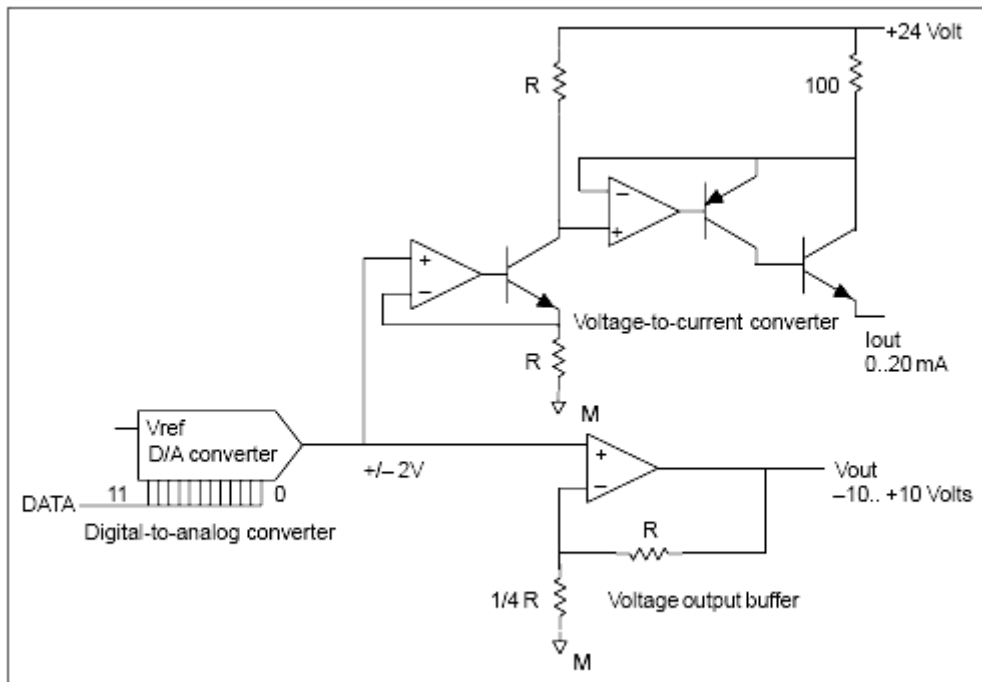 +24 Volt
R
100
−
+
+
−
Voltage-to-current converter
Iout
0..20 mA
R
M
Vref
D/A converter
+/– 2V
+
−
Vout
–10.. +10 Volts
DATA
11
0
Digital-to-analog converter
R
1/4 R
Voltage output buffer
M